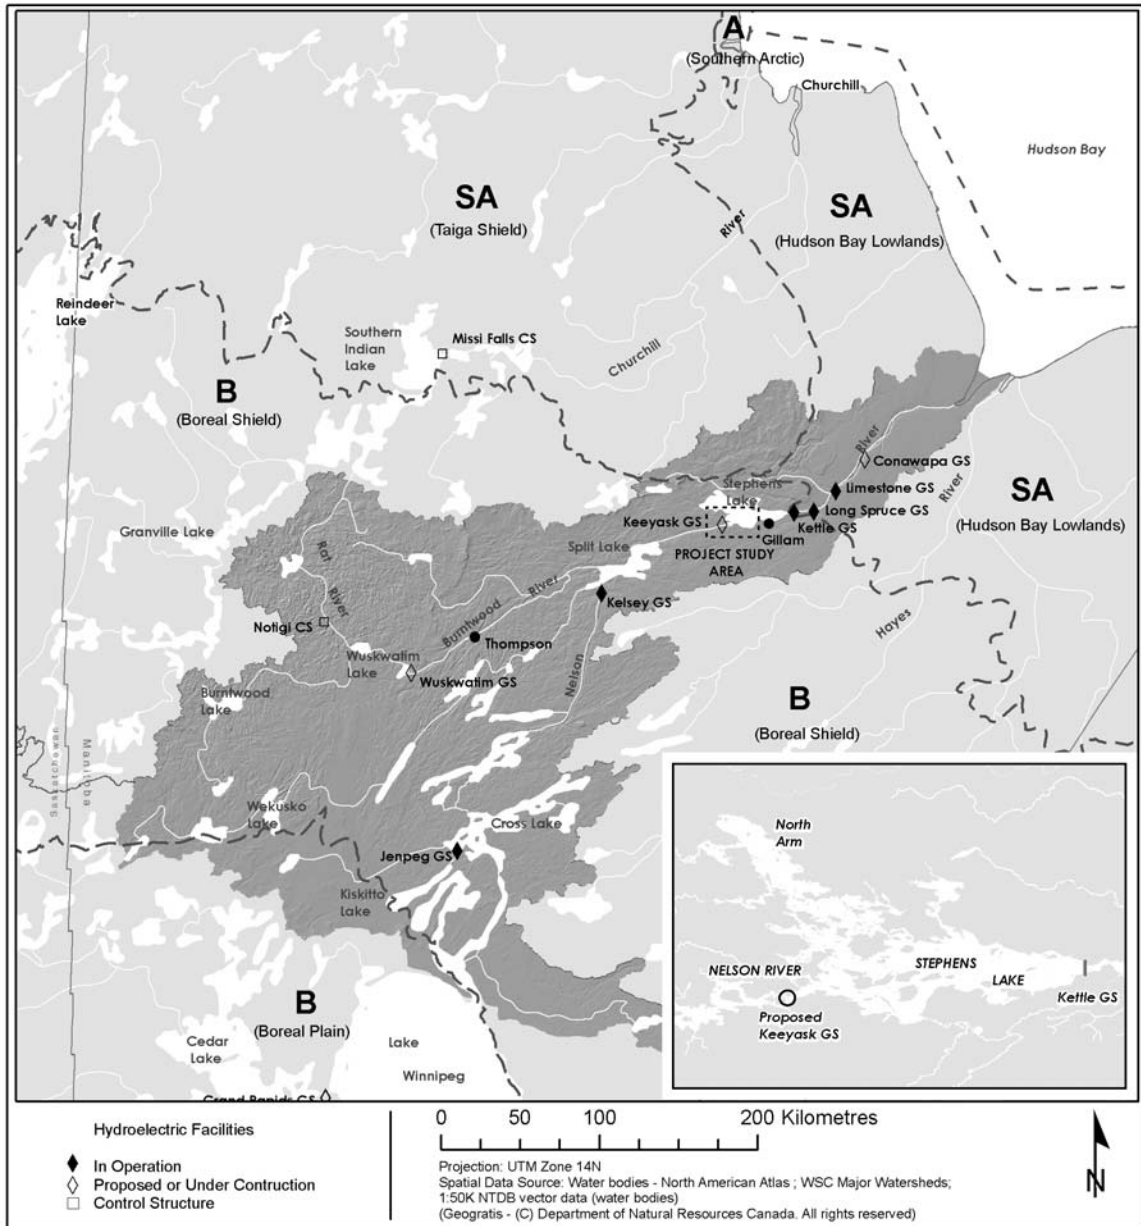 A
(Southern Arctic)
Churchill
Hudson Bay
SA
(Taiga Shield)
River
SA
(Hudson Bay Lowlands)
Reindeer
Lake
Southern
Indian
Lake
Missi Falls CS
Churchill
B
(Boreal Shield)
River
Conawapa GS
Stephens
Lake
Limestone GS
River
SA
(Hudson Bay Lowlands)
Granville Lake
Keeyask GS
Long Spruce GS
Kettle GS
Gillam
Split Lake
PROJECT STUDY
AREA
Rat
River
River
Burntwood
Kelsey GS
Hayes
Notigi CS
Thompson
Wuskwatim
Lake
Wuskwatim GS
Nelson
Burntwood
Lake
B
(Boreal Shield)
Saskatchewan
Manitoba
Wekusko
Lake
Cross Lake
Jenpeg GS
Kiskitto
Lake
B
(Boreal Plain)
Cedar
Lake
Lake
Winnipeg
Grand Rapids GS
North
Arm
NELSON RIVER
STEPHENS
LAKE
Kettle GS
Proposed
Keeyask GS
Hydroelectric Facilities
In Operation
Proposed or Under Contruction
Control Structure
0 50 100 200 Kilometres
Projection: UTM Zone 14N
Spatial Data Source: Water bodies - North American Atlas ; WSC Major Watersheds;
1:50K NTDB vector data (water bodies)
(Geogratis - (C) Department of Natural Resources Canada. All rights reserved)
N